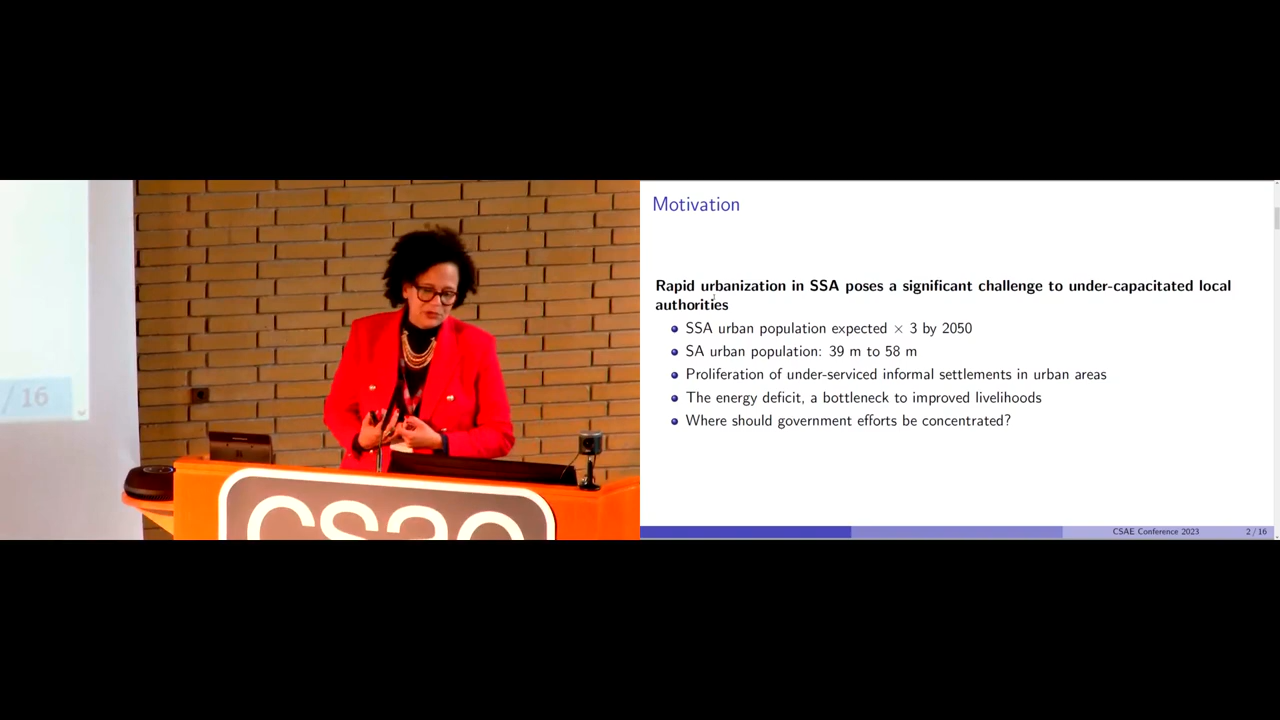 / 16
csae
Motivation
Rapid urbanization in SSA poses a significant challenge to under-capacitated local
authorities
SSA urban population expected × 3 by 2050
SA urban population: 39 m to 58 m
Proliferation of under-serviced informal settlements in urban areas
The energy deficit, a bottleneck to improved livelihoods
Where should government efforts be concentrated?
CSAE Conference 2023
2 / 16